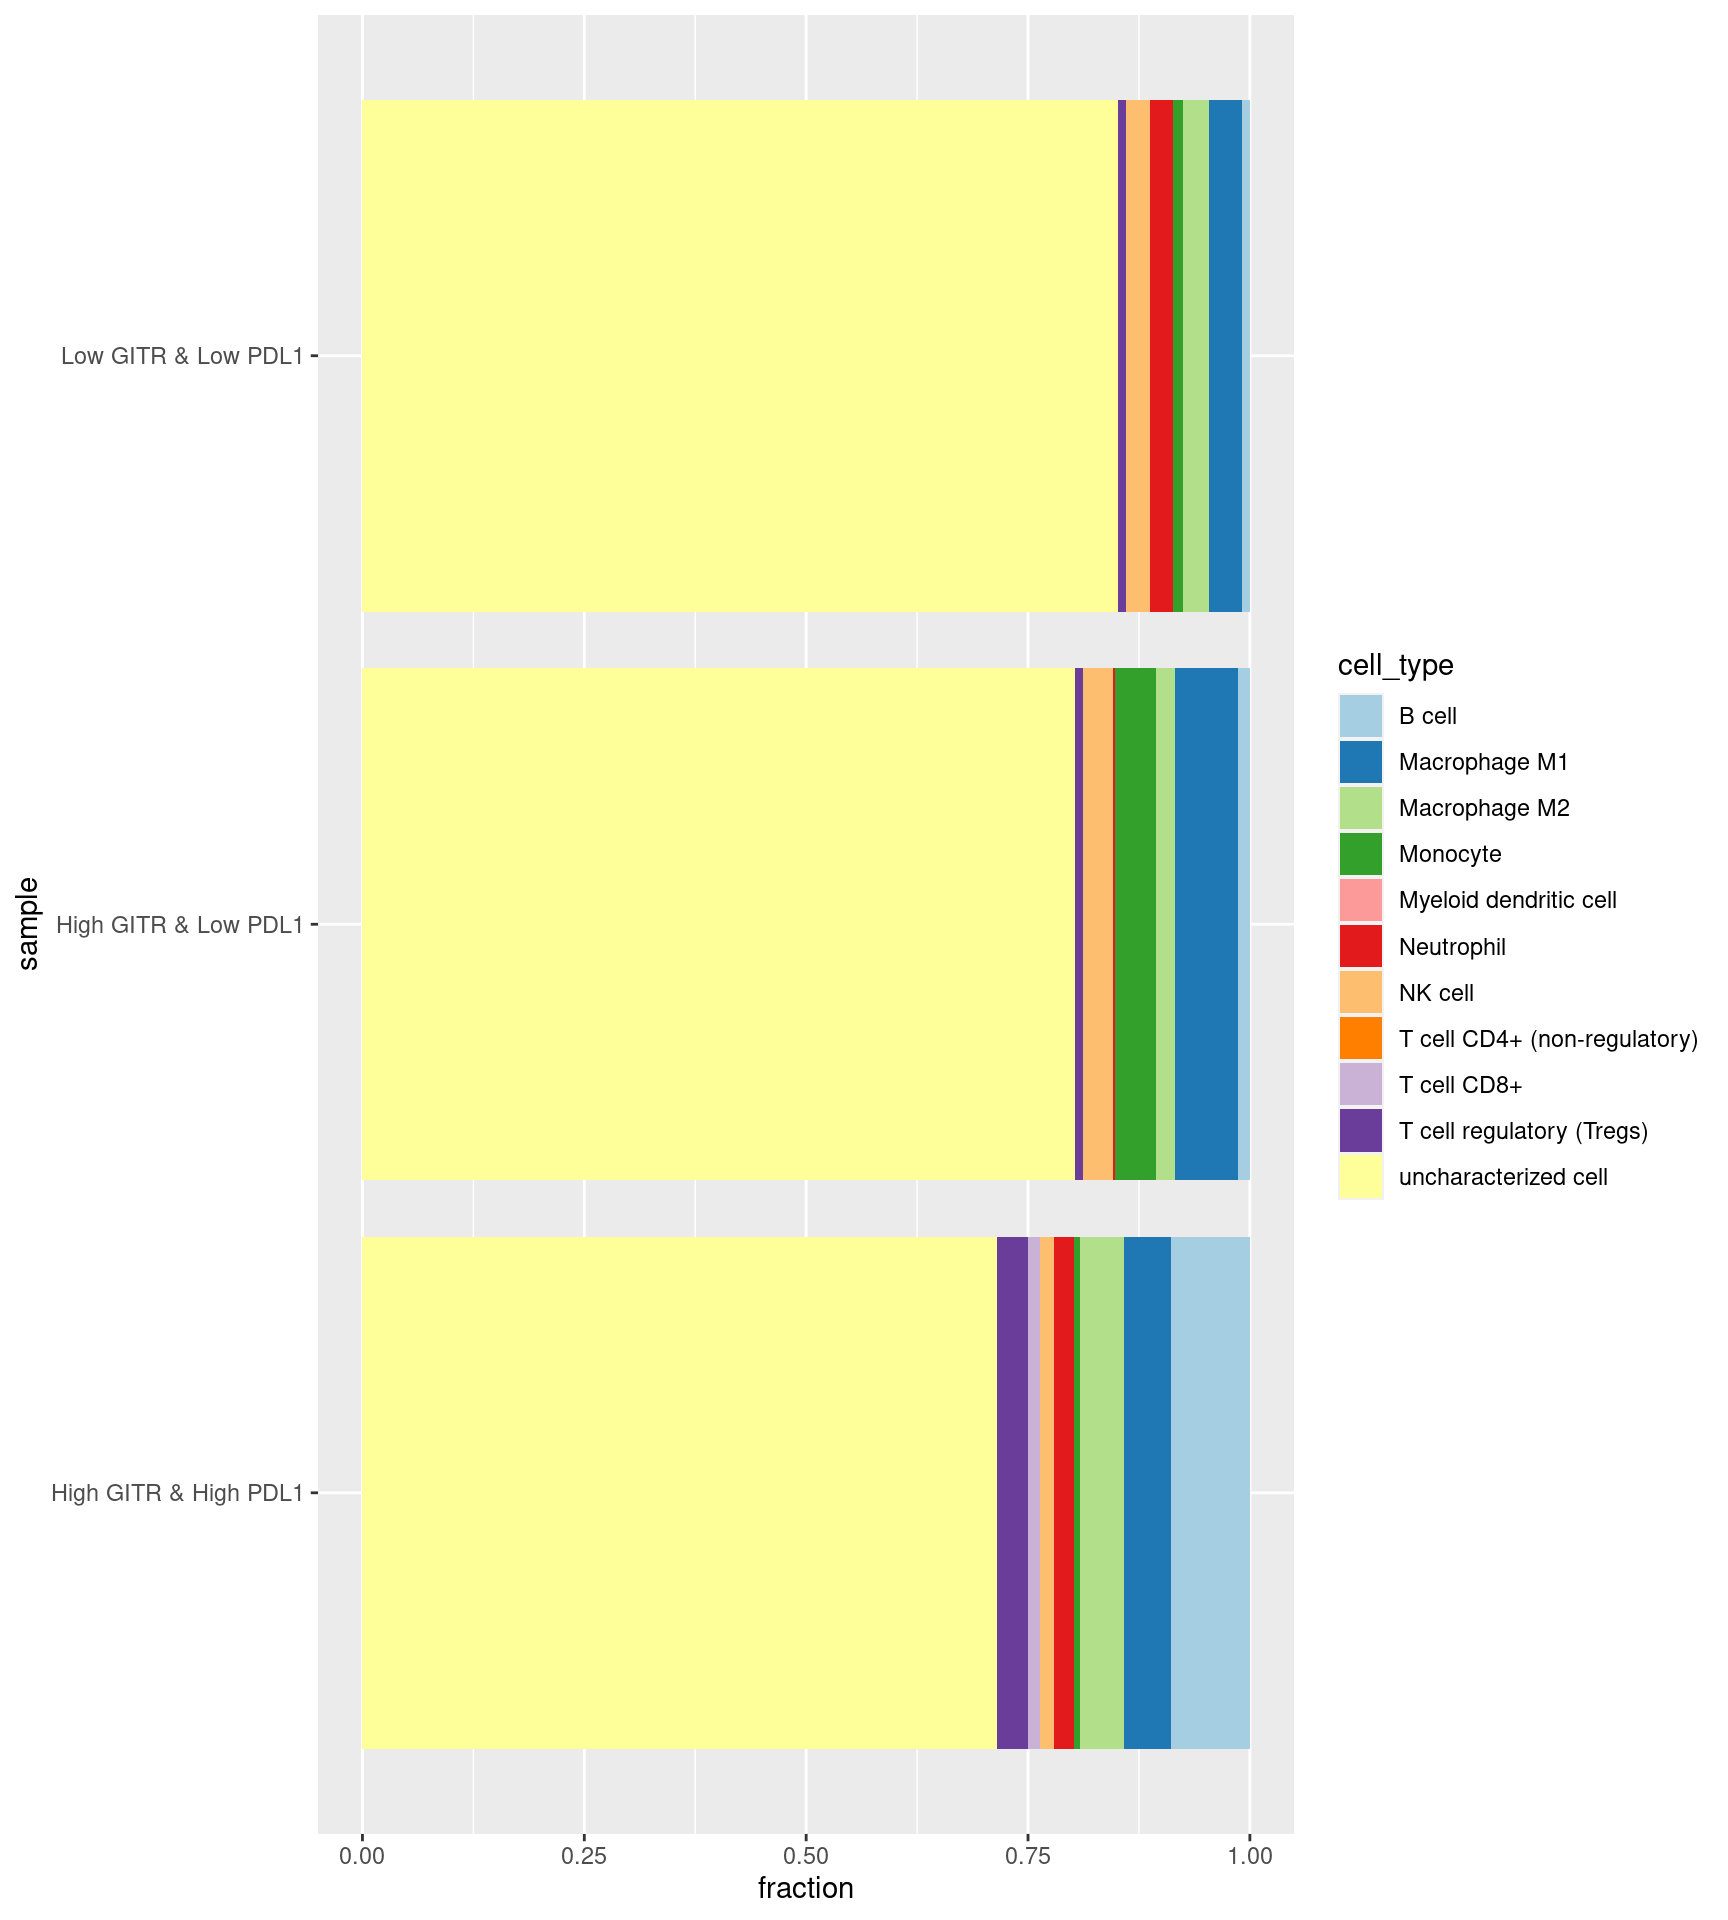 Low GITR & Low PDL1
High GITR & Low PDL1
High GITR & High PDL1
sample
0.00
0.25
0.50
0.75
1.00
fraction
cell_type
B cell
Macrophage M1
Macrophage M2
Monocyte
Myeloid dendritic cell
Neutrophil
NK cell
T cell CD4+ (non-regulatory)
T cell CD8+
T cell regulatory (Tregs)
uncharacterized cell